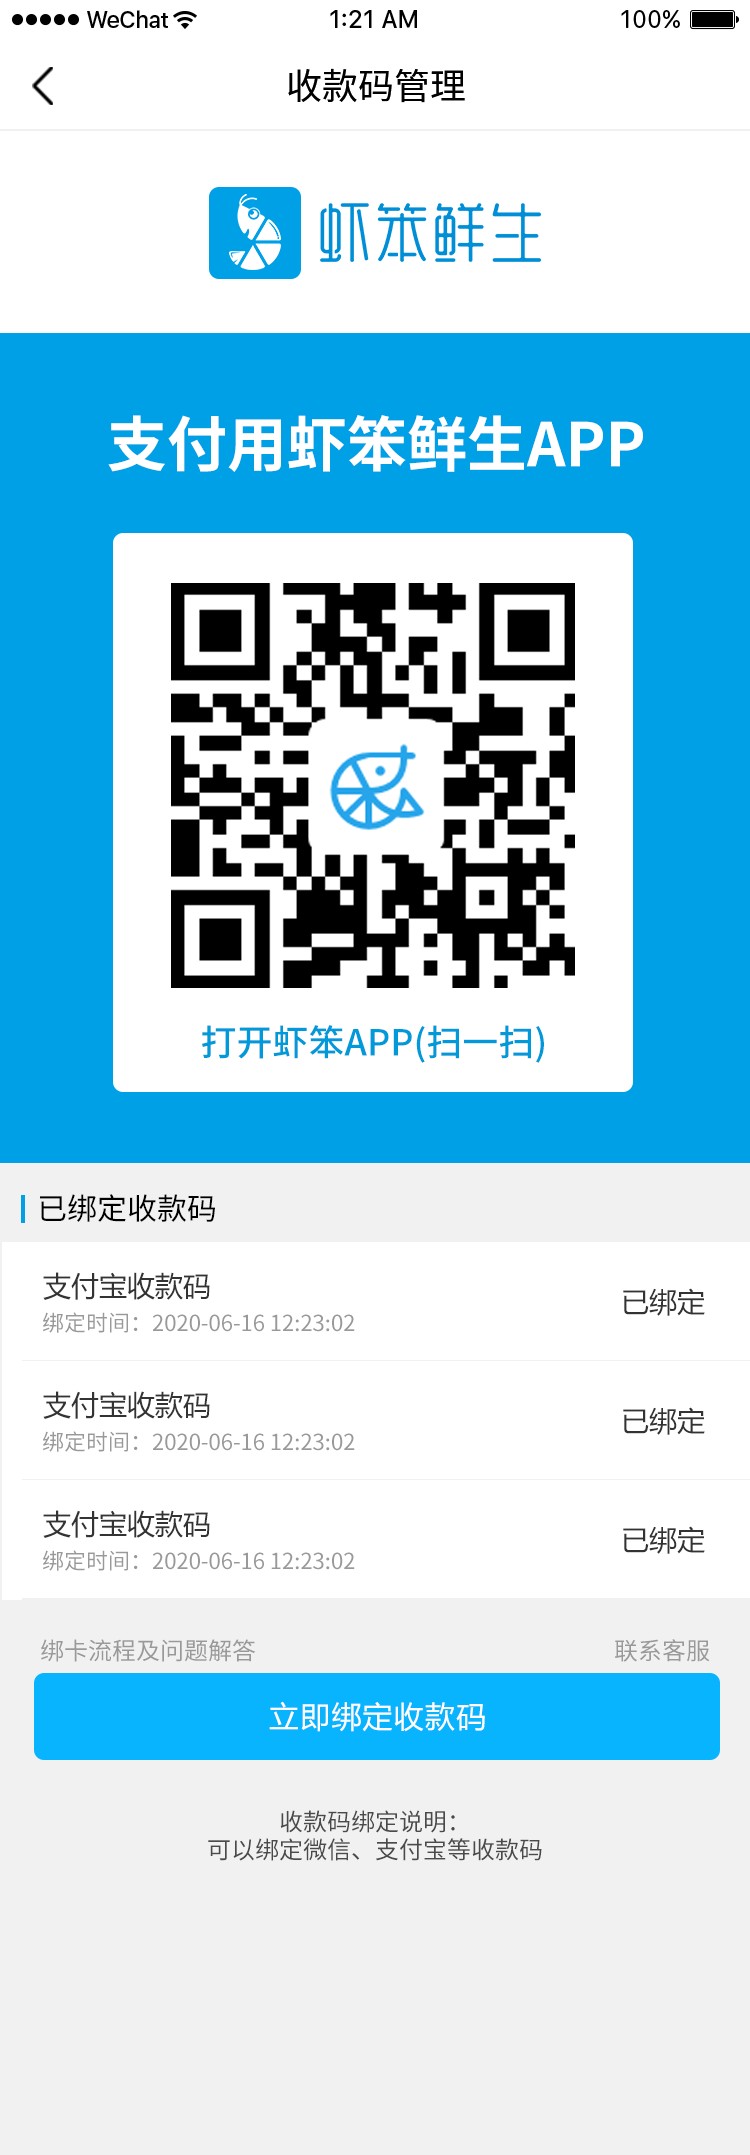 WeChat 1:21 AM 100%
收款码管理
虾笨鲜生
支付用虾笨鲜生APP
打开虾笨APP(扫一扫)
已绑定收款码
支付宝收款码
绑定时间：2020-06-16 12:23:02
已绑定
支付宝收款码
绑定时间：2020-06-16 12:23:02
已绑定
支付宝收款码
绑定时间：2020-06-16 12:23:02
已绑定
绑卡流程及问题解答 联系客服
立即绑定收款码
收款码绑定说明：
可以绑定微信、支付宝等收款码